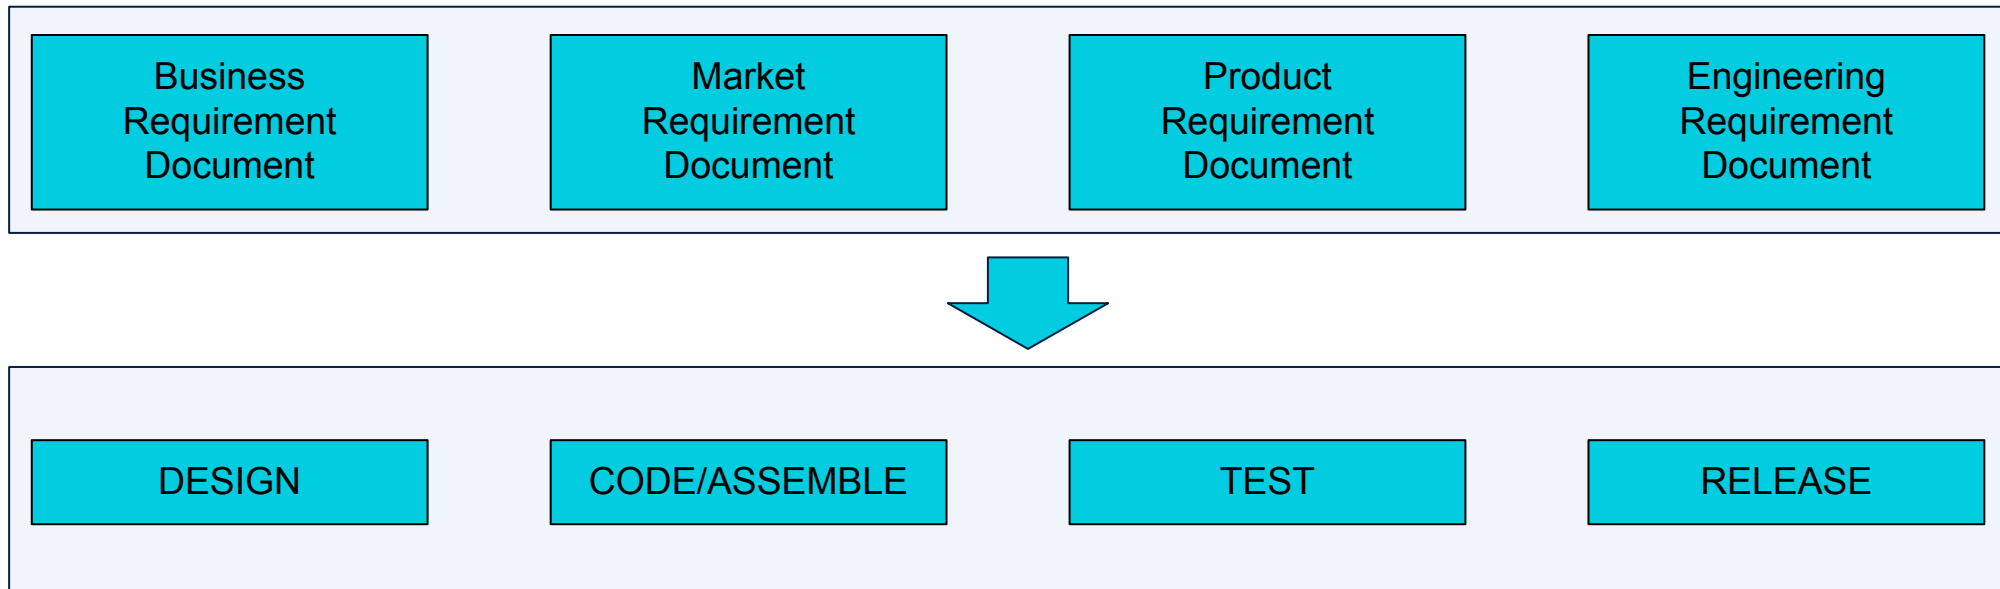 Business
Requirement
Document
Market
Requirement
Document
Product
Requirement
Document
Engineering
Requirement
Document
DESIGN
CODE/ASSEMBLE
TEST
RELEASE